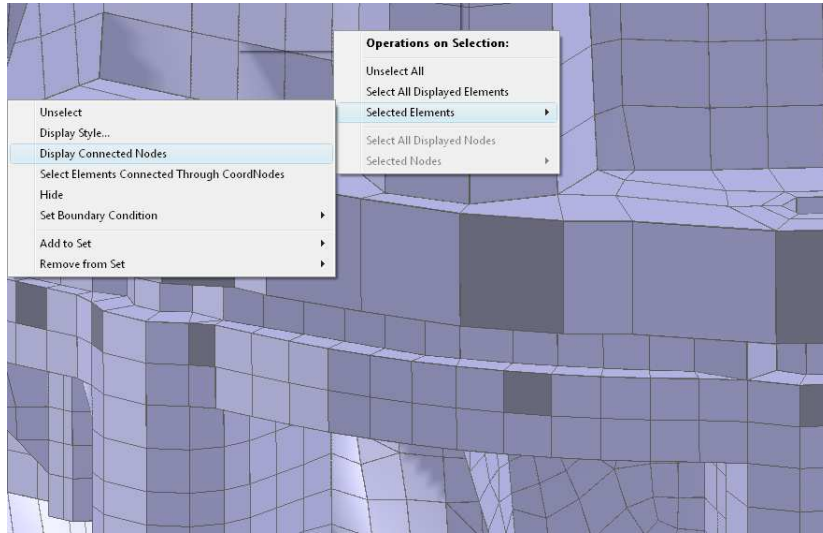 Operations on Selection:
Unselect All
Select All Displayed Elements
Selected Elements
Select All Displayed Nodes
Selected Nodes
Unselect
Display Style...
Display Connected Nodes
Select Elements Connected Through CoordNodes
Hide
Set Boundary Condition
Add to Set
Remove from Set